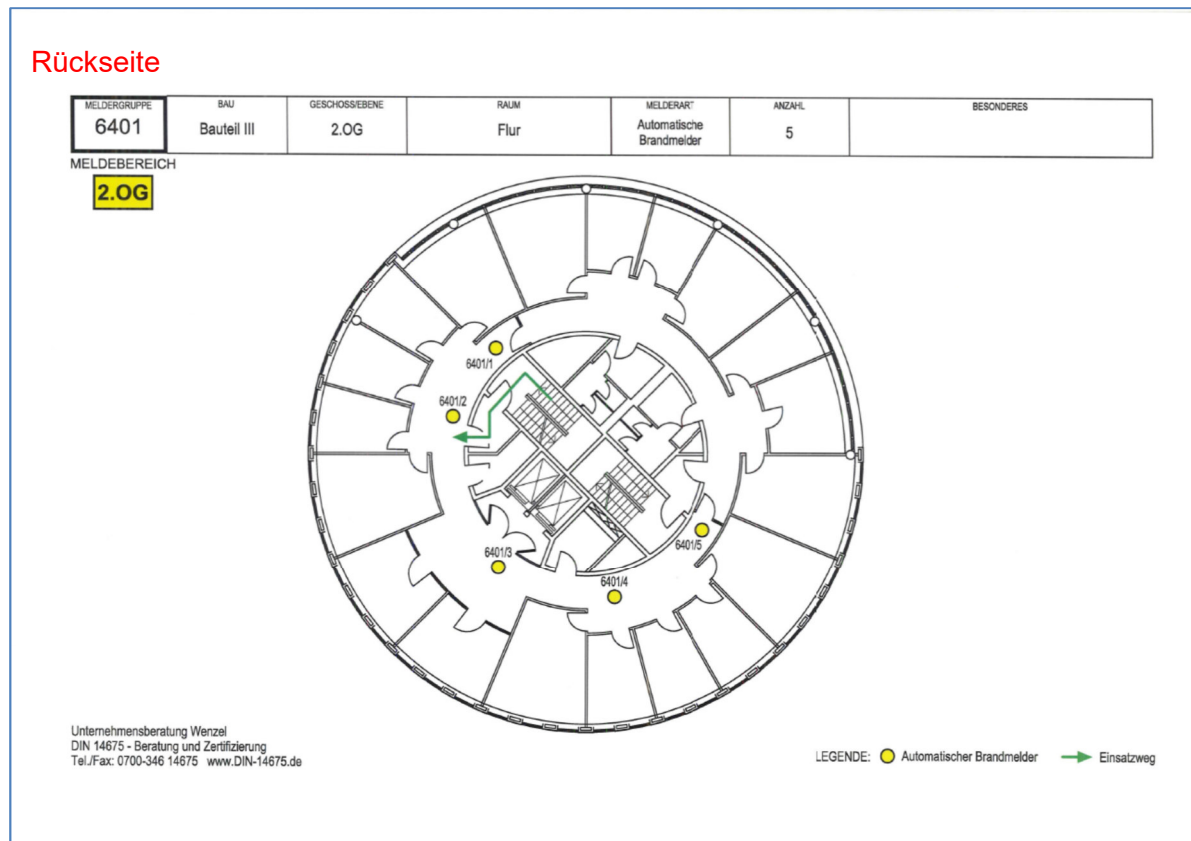 Rückseite
MELDERGRUPPE BAU GESCHOSS/EBENE RAUM MELDERART ANZAHL BESONDERES
6401 Bauteil III 2.OG Flur Automatische Brandmelder 5
MELDEBEREICH
2.OG
6401/1
6401/2
6401/3
6401/4
6401/5
Unternehmensberatung Wenzel
DIN 14675 - Beratung und Zertifizierung
Tel./Fax: 0700-346 14675 www.DIN-14675.de
LEGENDE: Automatischer Brandmelder Einsatzweg